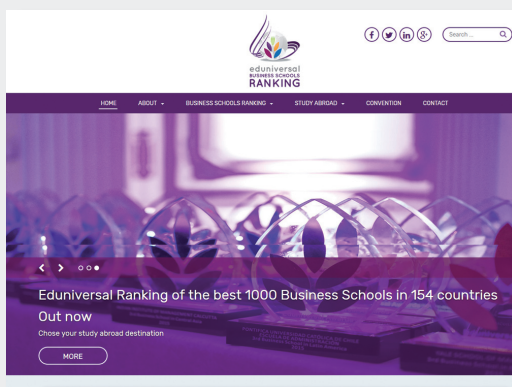 eduniversal
BUSINESS SCHOOLS
RANKING
Search ...
HOME ABOUT BUSINESS SCHOOLS RANKING STUDY ABROAD CONVENTION CONTACT
Eduniversal Ranking of the best 1000 Business Schools in 154 countries
Out now
Chose your study abroad destination
MORE